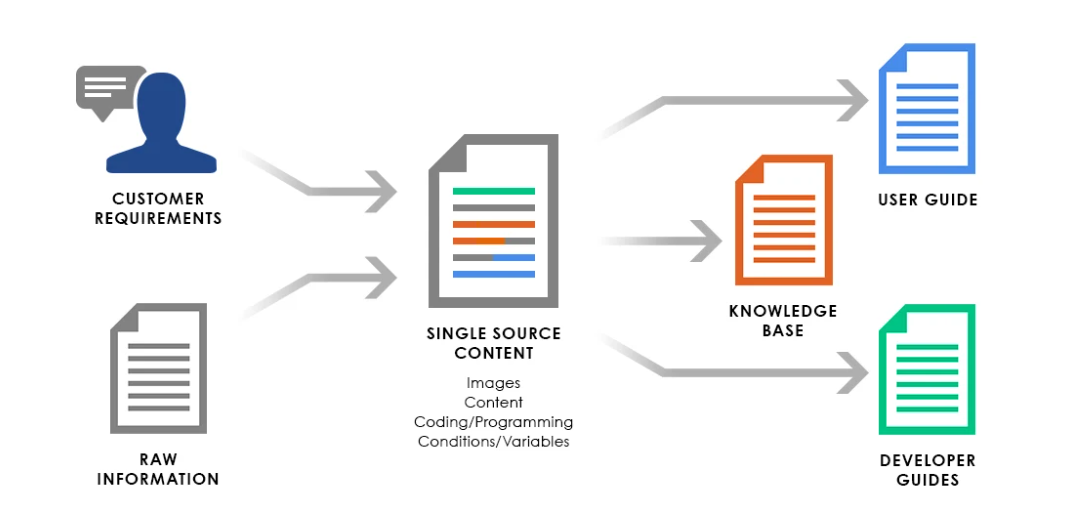 CUSTOMER
REQUIREMENTS
RAW
INFORMATION
SINGLE SOURCE
CONTENT
Images
Content
Coding/Programming
Conditions/Variables
USER GUIDE
KNOWLEDGE
BASE
DEVELOPER
GUIDES